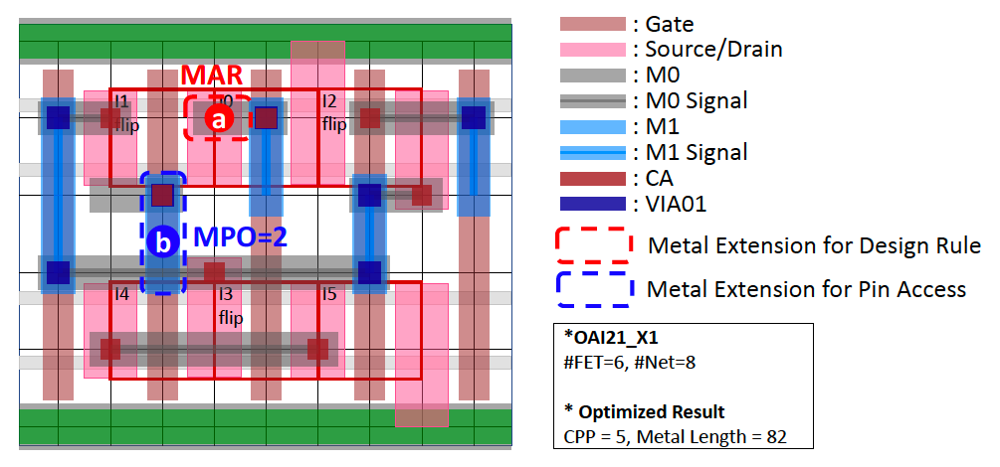 MAR
I1
flip
I0
I2
flip
a
b
MPO=2
I4
I3
flip
I5
: Gate
: Source/Drain
: M0
: M0 Signal
: M1
: M1 Signal
: CA
: VIA01
Metal Extension for Design Rule
Metal Extension for Pin Access
*OAI21_X1
#FET=6, #Net=8
* Optimized Result
CPP = 5, Metal Length = 82